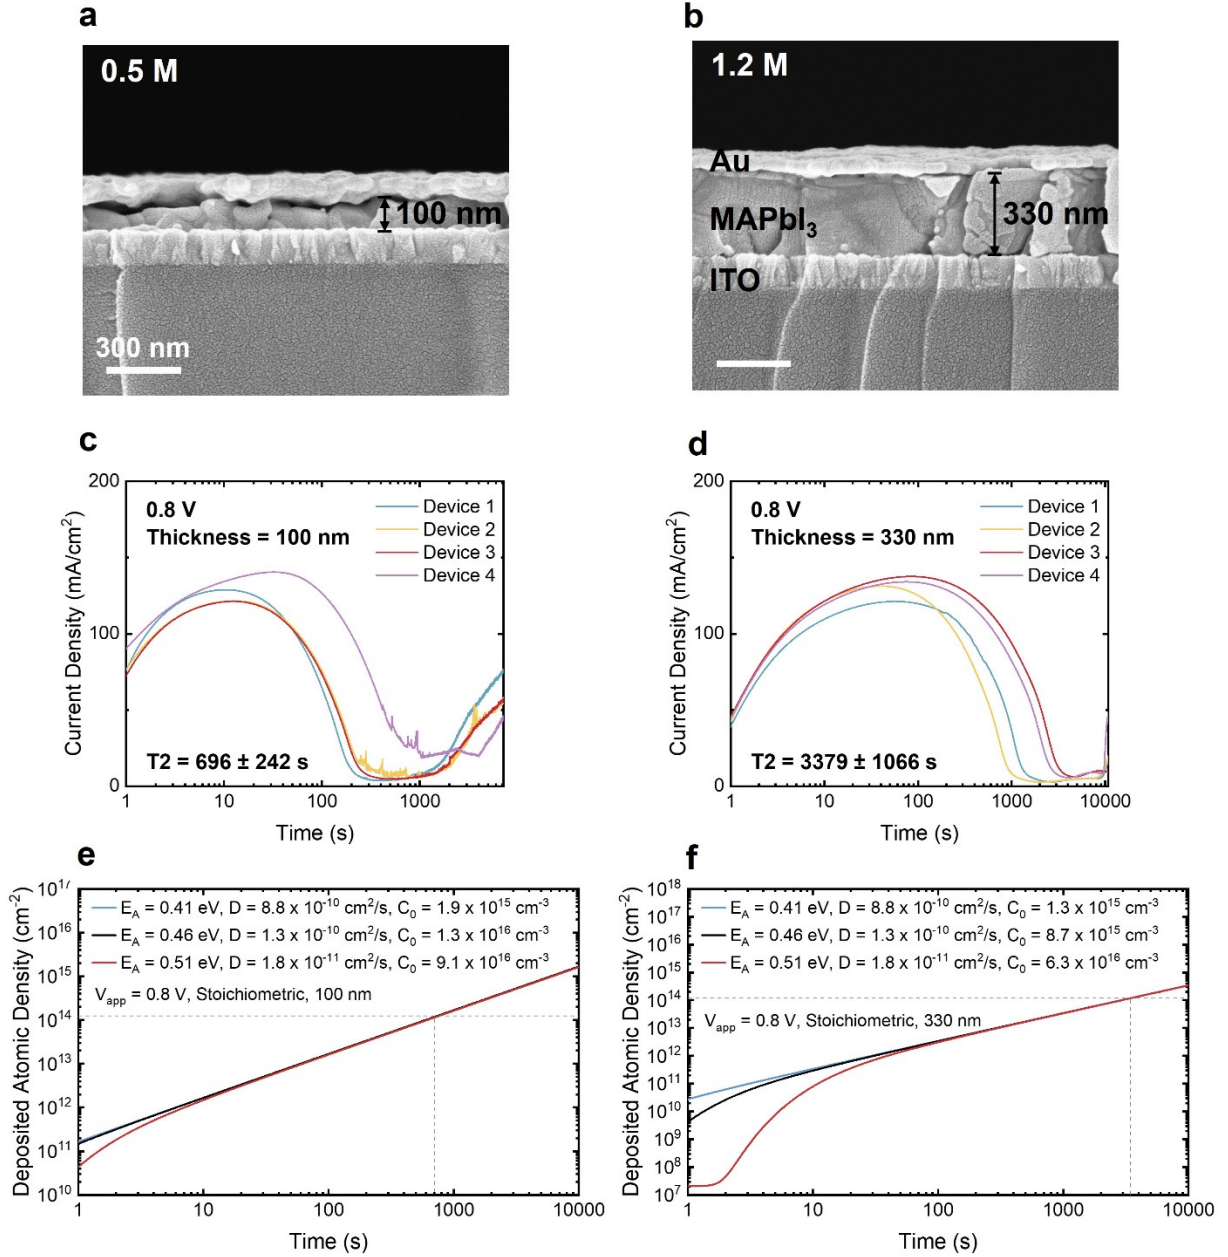 a
0.5 M
100 nm
300 nm
b
1.2 M
Au
MAPbI₃
330 nm
ITO
c
200
100
0
Current Density (mA/cm²)
0.8 V
Thickness = 100 nm
Device 1
Device 2
Device 3
Device 4
T2 = 696 ± 242 s
1 10 100 1000
Time (s)
d
200
100
0
Current Density (mA/cm²)
0.8 V
Thickness = 330 nm
Device 1
Device 2
Device 3
Device 4
T2 = 3379 ± 1066 s
1 10 100 1000 10000
Time (s)
e
10¹⁷
10¹⁶
10¹⁵
10¹⁴
10¹³
10¹²
10¹¹
10¹⁰
Deposited Atomic Density (cm⁻²)
E_A = 0.41 eV, D = 8.8 x 10⁻¹⁰ cm²/s, C₀ = 1.9 x 10¹⁵ cm⁻³
E_A = 0.46 eV, D = 1.3 x 10⁻¹⁰ cm²/s, C₀ = 1.3 x 10¹⁶ cm⁻³
E_A = 0.51 eV, D = 1.8 x 10⁻¹¹ cm²/s, C₀ = 9.1 x 10¹⁶ cm⁻³
V_app = 0.8 V, Stoichiometric, 100 nm
1 10 100 1000 10000
Time (s)
f
10¹⁸
10¹⁷
10¹⁶
10¹⁵
10¹⁴
10¹³
10¹²
10¹¹
10¹⁰
10⁹
10⁸
10⁷
Deposited Atomic Density (cm⁻²)
E_A = 0.41 eV, D = 8.8 x 10⁻¹⁰ cm²/s, C₀ = 1.3 x 10¹⁵ cm⁻³
E_A = 0.46 eV, D = 1.3 x 10⁻¹⁰ cm²/s, C₀ = 8.7 x 10¹⁵ cm⁻³
E_A = 0.51 eV, D = 1.8 x 10⁻¹¹ cm²/s, C₀ = 6.3 x 10¹⁶ cm⁻³
V_app = 0.8 V, Stoichiometric, 330 nm
1 10 100 1000 10000
Time (s)